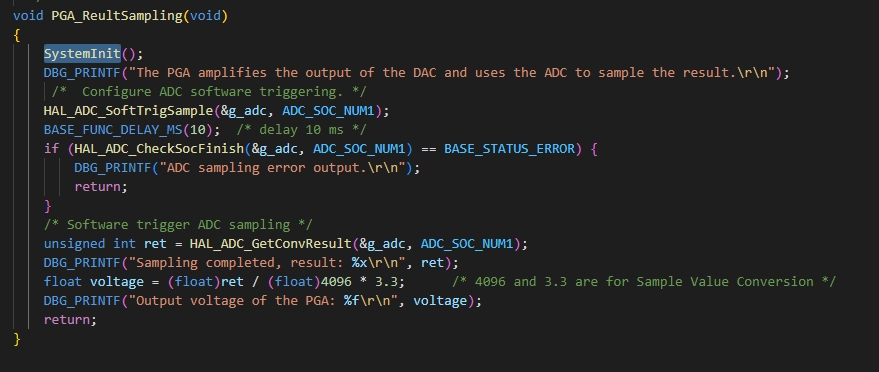 void PGA_ReultSampling(void)
{
SystemInit();
DBG_PRINTF("The PGA amplifies the output of the DAC and uses the ADC to sample the result.\r\n");
/*  Configure ADC software triggering. */
HAL_ADC_SoftTrigSample(&g_adc, ADC_SOC_NUM1);
BASE_FUNC_DELAY_MS(10);  /* delay 10 ms */
if (HAL_ADC_CheckSocFinish(&g_adc, ADC_SOC_NUM1) == BASE_STATUS_ERROR) {
DBG_PRINTF("ADC sampling error output.\r\n");
return;
}
/* Software trigger ADC sampling */
unsigned int ret = HAL_ADC_GetConvResult(&g_adc, ADC_SOC_NUM1);
DBG_PRINTF("Sampling completed, result: %x\r\n", ret);
float voltage = (float)ret / (float)4096 * 3.3;      /* 4096 and 3.3 are for Sample Value Conversion */
DBG_PRINTF("Output voltage of the PGA: %f\r\n", voltage);
return;
}